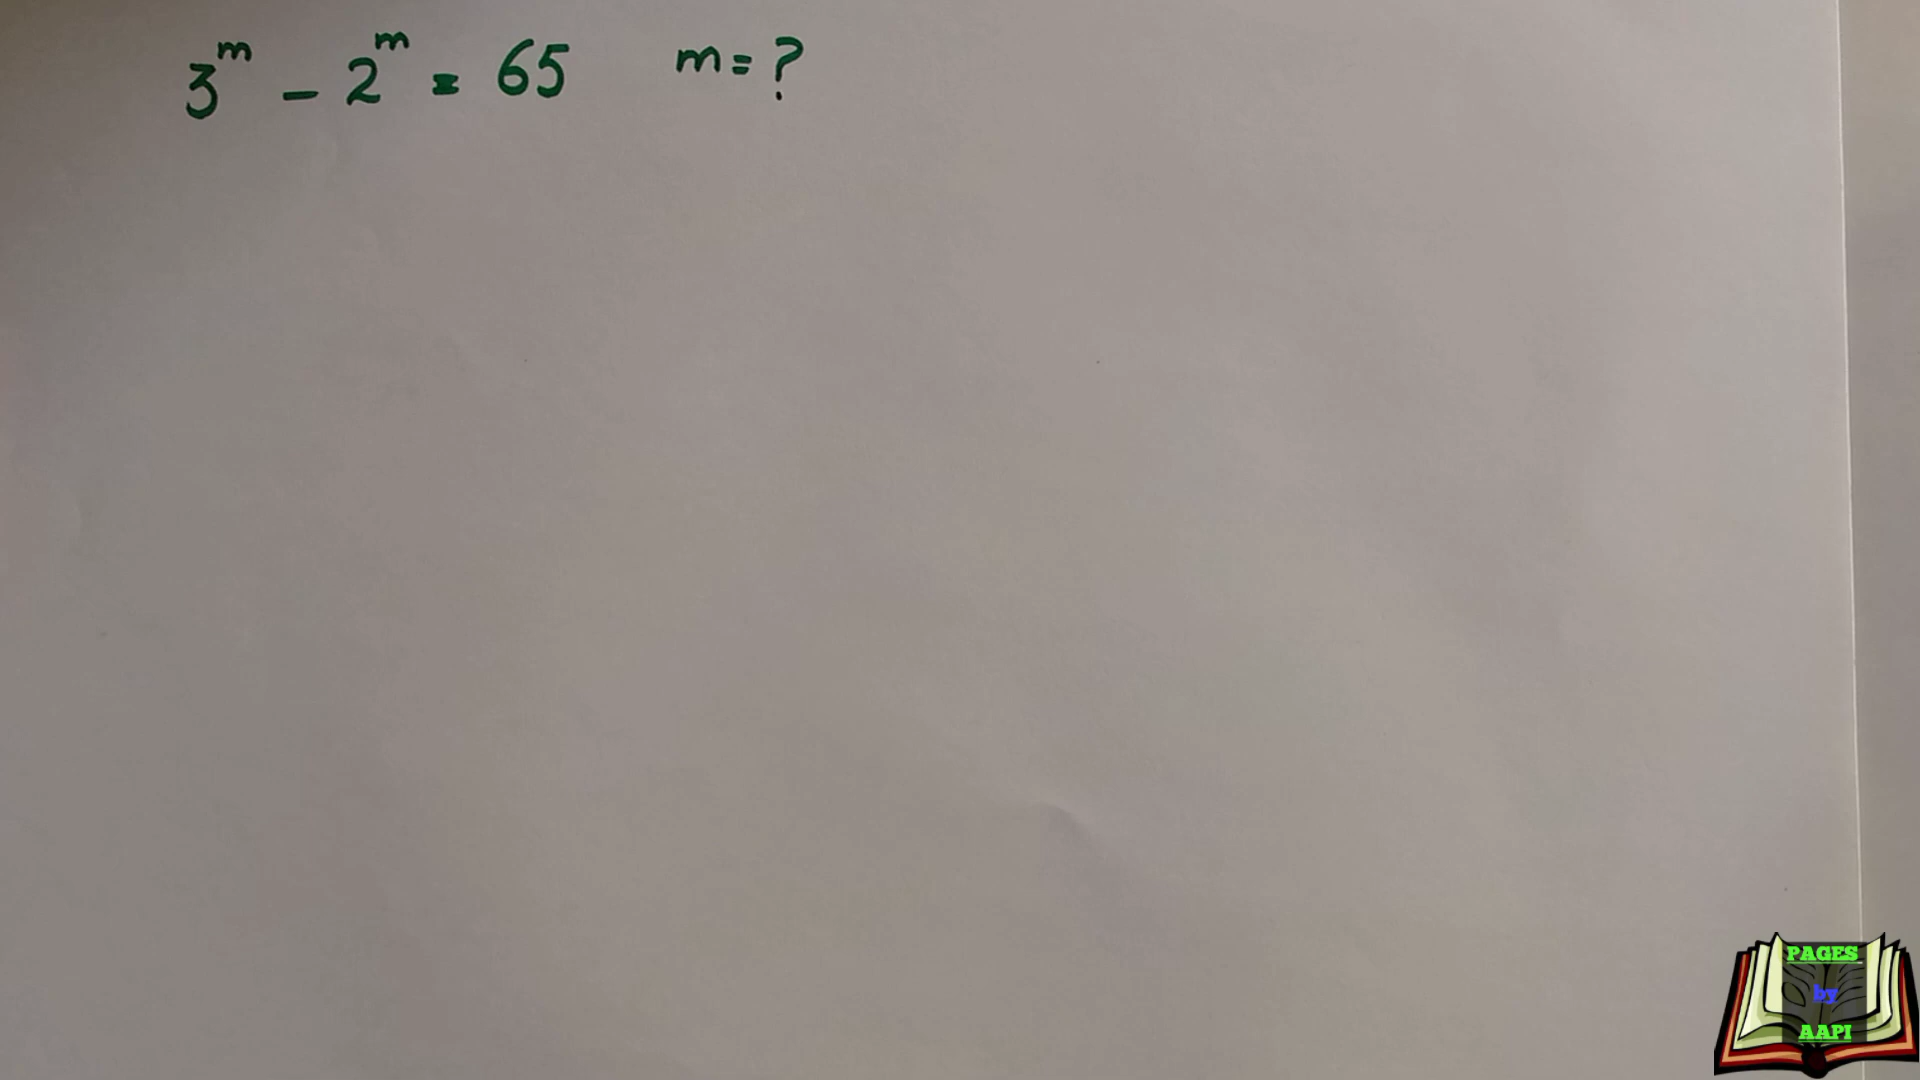 3^m - 2^m = 65 m = ?
PAGES
by
AAPI